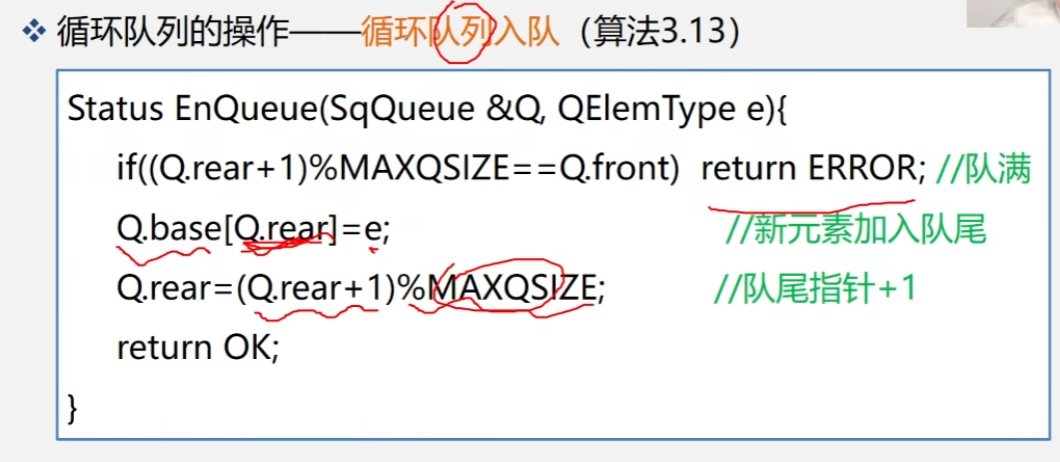 ❖ 循环队列的操作——循环队列入队（算法3.13）
Status EnQueue(SqQueue &Q, QElemType e){
if((Q.rear+1)%MAXQSIZE==Q.front) return ERROR; //队满
Q.base[Q.rear]=e; //新元素加入队尾
Q.rear=(Q.rear+1)%MAXQSIZE; //队尾指针+1
return OK;
}